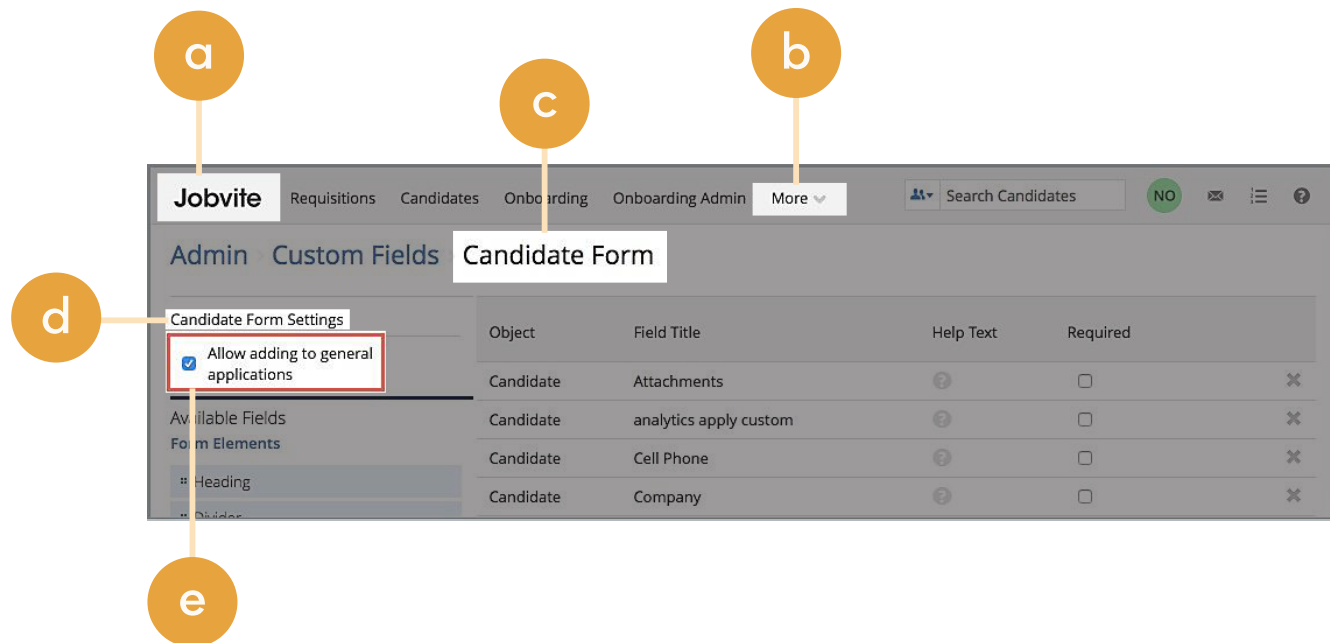 a
b
c
Jobvite Requisitions Candidates Onboarding Onboarding Admin More Search Candidates NO
Admin Custom Fields Candidate Form
d
Candidate Form Settings
Allow adding to general
applications
Object Field Title Help Text Required
Candidate Attachments
Available Fields
Candidate analytics apply custom
Form Elements
Candidate Cell Phone
Heading
Candidate Company
Divider
e